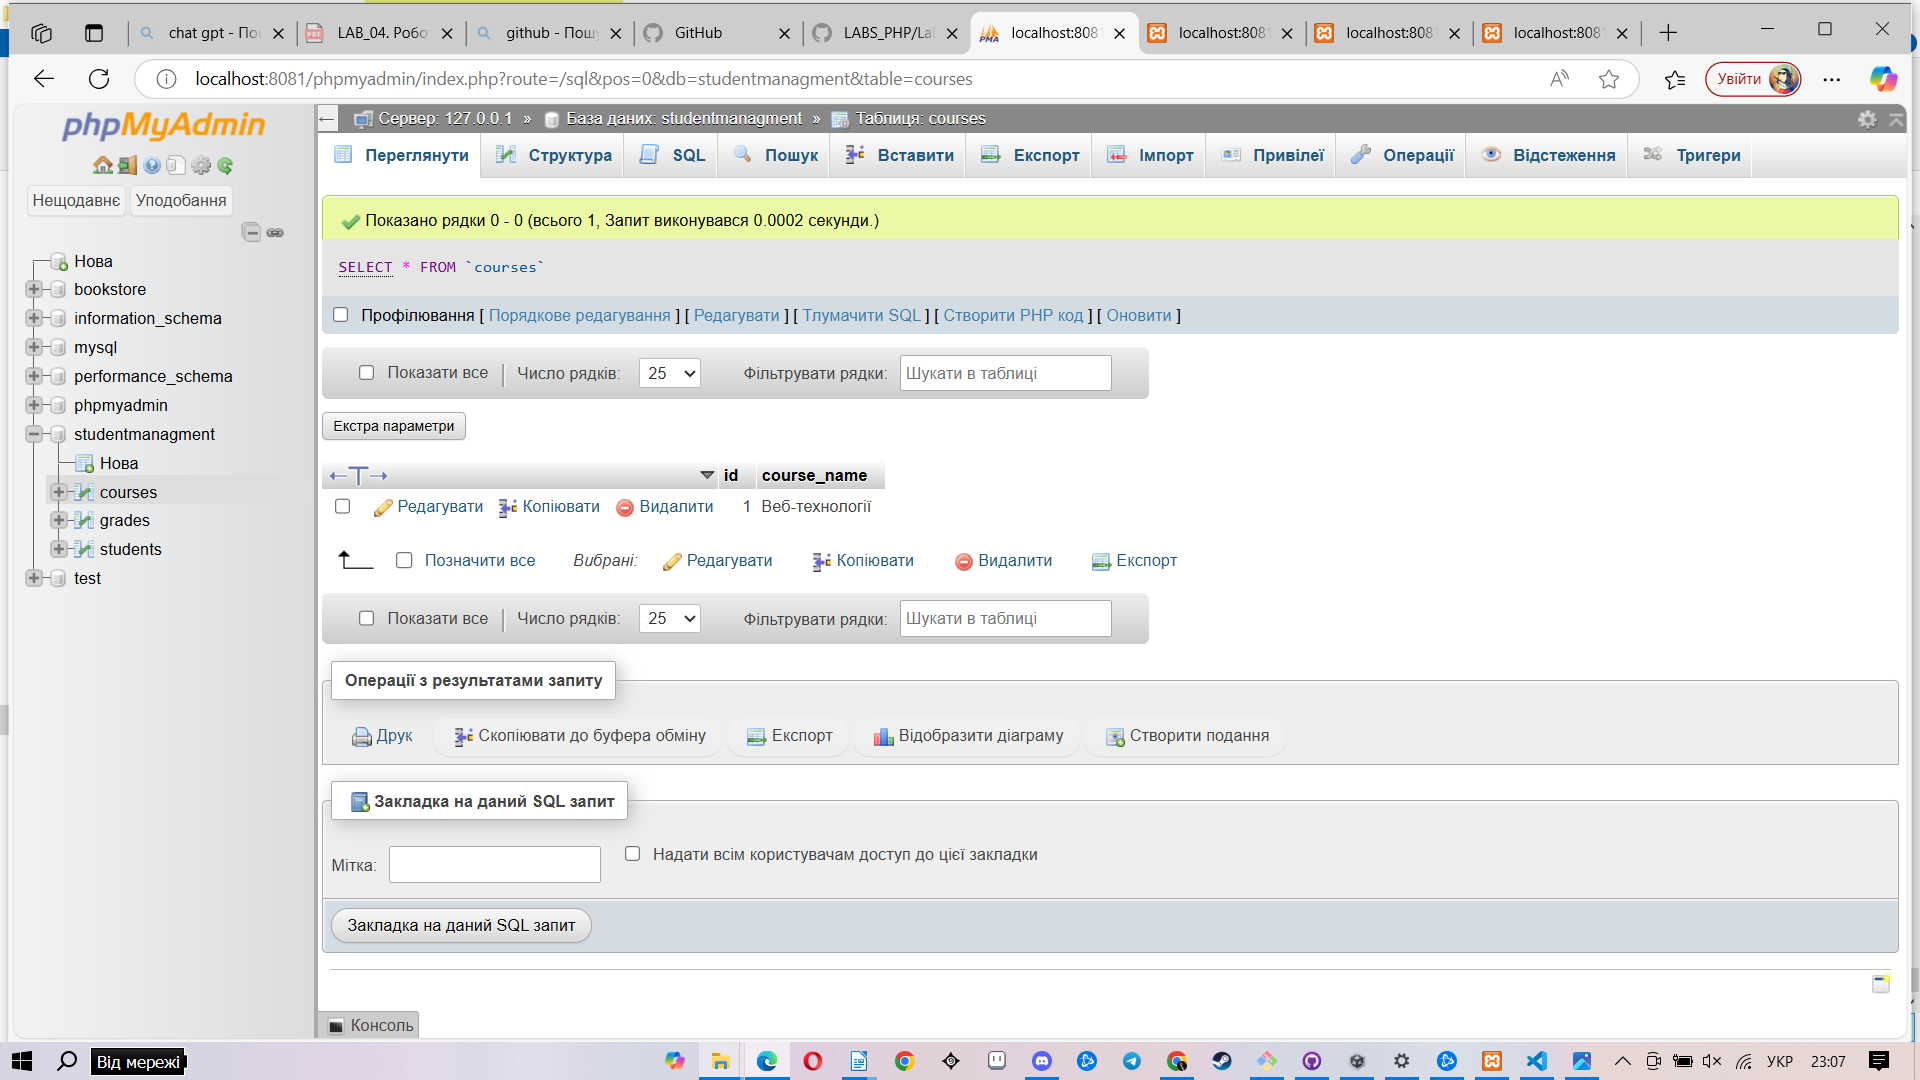 chat gpt - По
LAB_04. Робо
github - Пошу
GitHub
LABS_PHP/La
localhost:8081
localhost:8081
localhost:8081
localhost:8081
localhost:8081/phpmyadmin/index.php?route=/sql&pos=0&db=studentmanagment&table=courses
Увійти
phpMyAdmin
Нещодавнє
Уподобання
Нова
bookstore
information_schema
mysql
performance_schema
phpmyadmin
studentmanagment
Нова
courses
grades
students
test
Сервер: 127.0.0.1 » База даних: studentmanagment » Таблиця: courses
Переглянути
Структура
SQL
Пошук
Вставити
Експорт
Імпорт
Привілеї
Операції
Відстеження
Тригери
Показано рядки 0 - 0 (всього 1, Запит виконувався 0.0002 секунди.)
SELECT * FROM `courses`
Профілювання [ Порядкове редагування ] [ Редагувати ] [ Тлумачити SQL ] [ Створити PHP код ] [ Оновити ]
Показати все
Число рядків: 25
Фільтрувати рядки: Шукати в таблиці
Екстра параметри
id course_name
Редагувати Копіювати Видалити 1 Веб-технології
Позначити все Вибрані: Редагувати Копіювати Видалити Експорт
Показати все
Число рядків: 25
Фільтрувати рядки: Шукати в таблиці
Операції з результатами запиту
Друк
Скопіювати до буфера обміну
Експорт
Відобразити діаграму
Створити подання
Закладка на даний SQL запит
Мітка:
Надати всім користувачам доступ до цієї закладки
Закладка на даний SQL запит
Консоль
Від мережі
УКР
23:07